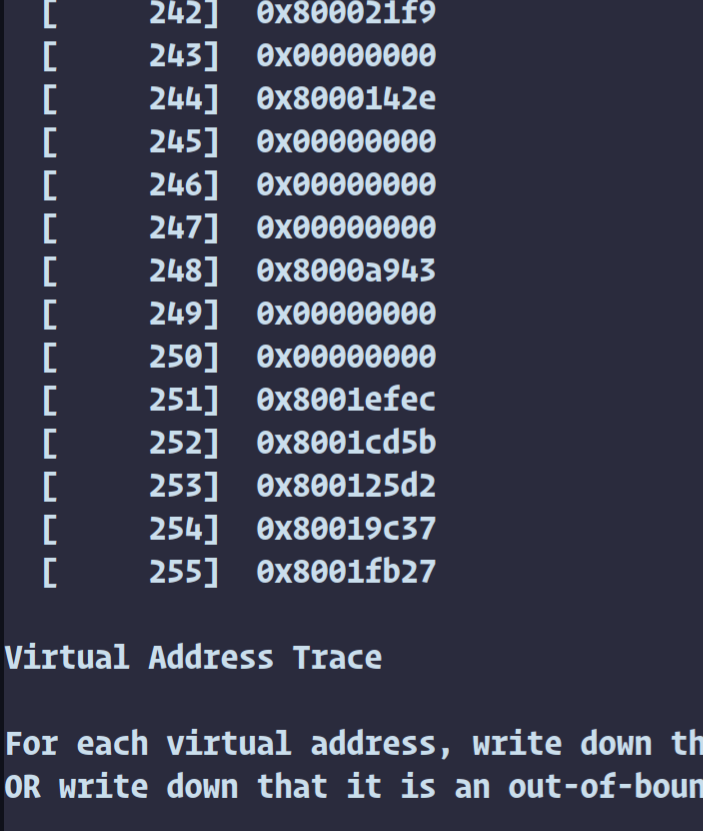 [     242]  0x800021f9
[     243]  0x00000000
[     244]  0x8000142e
[     245]  0x00000000
[     246]  0x00000000
[     247]  0x00000000
[     248]  0x8000a943
[     249]  0x00000000
[     250]  0x00000000
[     251]  0x8001efec
[     252]  0x8001cd5b
[     253]  0x800125d2
[     254]  0x80019c37
[     255]  0x8001fb27
Virtual Address Trace
For each virtual address, write down th
OR write down that it is an out-of-boun